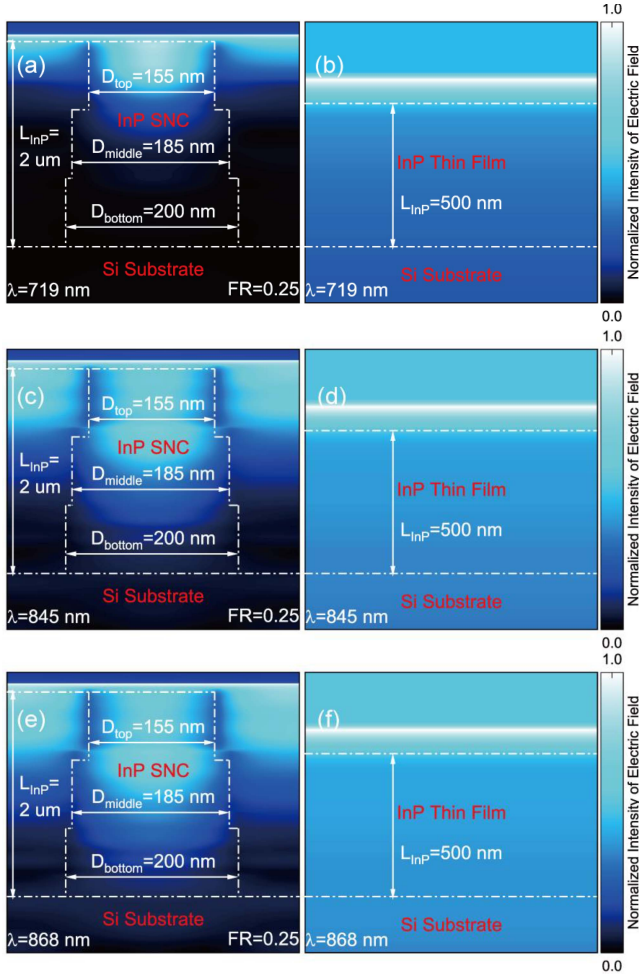 1.0
(a)
(b)
D_top=155 nm
InP SNC
L_InP=
2 um
D_middle=185 nm
InP Thin Film
L_InP=500 nm
D_bottom=200 nm
Si Substrate
Si Substrate
λ=719 nm
FR=0.25
λ=719 nm
Normalized Intensity of Electric Field
0.0
1.0
(c)
(d)
D_top=155 nm
InP SNC
L_InP=
2 um
D_middle=185 nm
InP Thin Film
L_InP=500 nm
D_bottom=200 nm
Si Substrate
Si Substrate
λ=845 nm
FR=0.25
λ=845 nm
Normalized Intensity of Electric Field
0.0
1.0
(e)
(f)
D_top=155 nm
InP SNC
L_InP=
2 um
D_middle=185 nm
InP Thin Film
L_InP=500 nm
D_bottom=200 nm
Si Substrate
Si Substrate
λ=868 nm
FR=0.25
λ=868 nm
Normalized Intensity of Electric Field
0.0